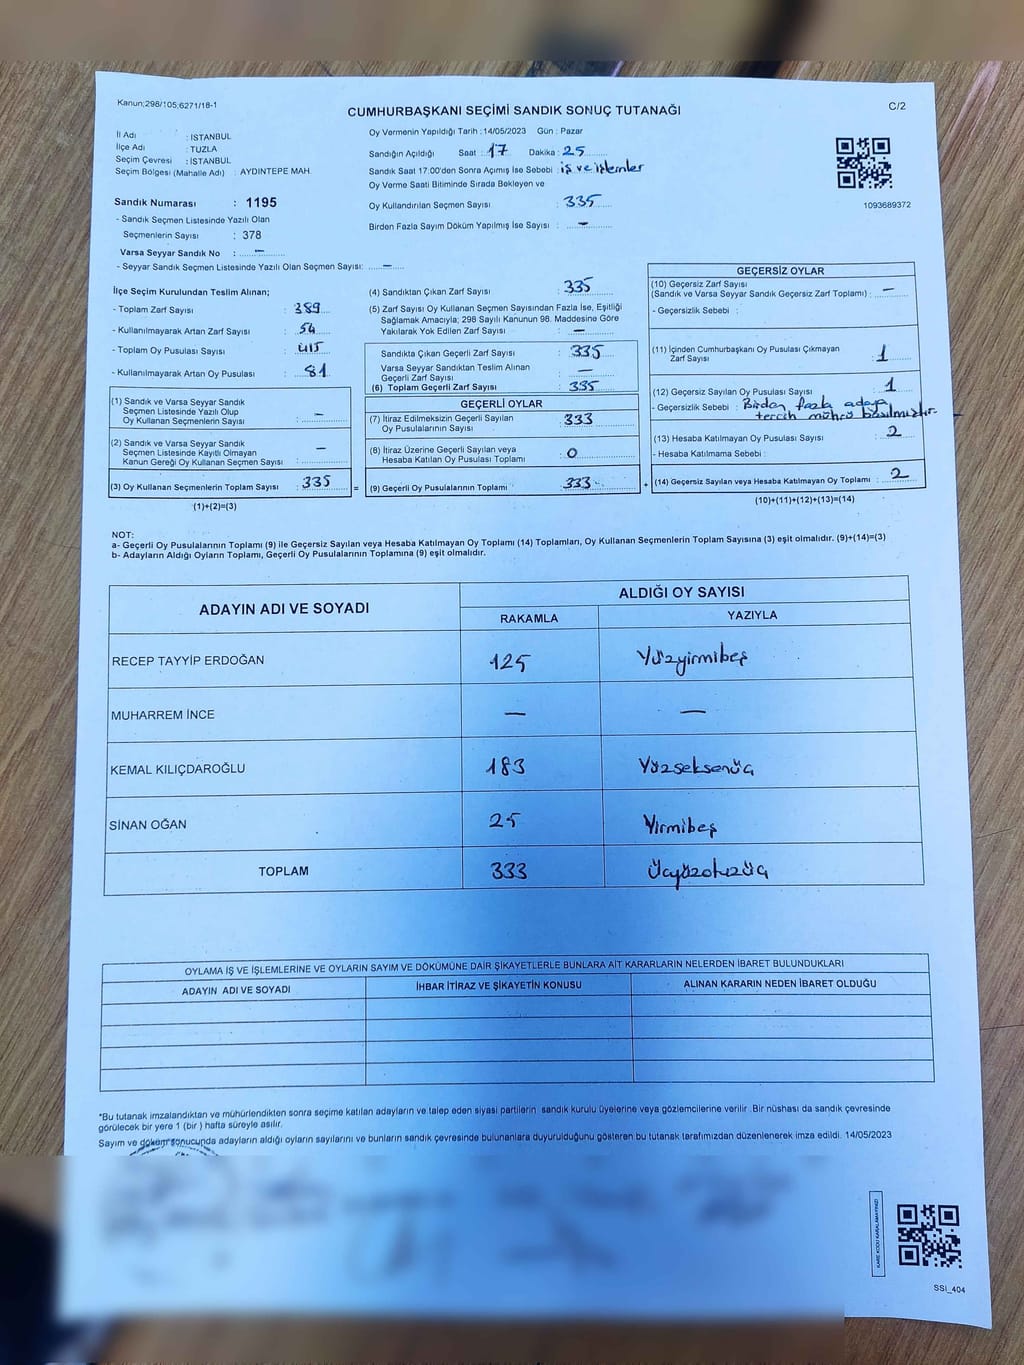 Kanun;298/105;6271/18-1
CUMHURBAŞKANI SEÇİMİ SANDIK SONUÇ TUTANAĞI
C/2
İl Adı : İSTANBUL
İlçe Adı : TUZLA
Seçim Çevresi : İSTANBUL
Seçim Bölgesi (Mahalle Adı) : AYDINTEPE MAH.
Oy Vermenin Yapıldığı Tarih : 14/05/2023 Gün : Pazar
Sandığın Açıldığı Saat : 17 Dakika : 25
Sandık Saat 17:00'den Sonra Açımış İse Sebebi : iş ve işlemler
Oy Verme Saati Bitiminde Sırada Bekleyen ve
Oy Kullandırılan Seçmen Sayısı : 335
Birden Fazla Sayım Döküm Yapılmış İse Sayısı : —
1093689372
Sandık Numarası : 1195
- Sandık Seçmen Listesinde Yazılı Olan
Seçmenlerin Sayısı : 378
Varsa Seyyar Sandık No : —
- Seyyar Sandık Seçmen Listesinde Yazılı Olan Seçmen Sayısı: —
İlçe Seçim Kurulundan Teslim Alınan;
- Toplam Zarf Sayısı : 389
- Kullanılmayarak Artan Zarf Sayısı : 54
- Toplam Oy Pusulası Sayısı : 415
- Kullanılmayarak Artan Oy Pusulası : 81
(1) Sandık ve Varsa Seyyar Sandık
Seçmen Listesinde Yazılı Olup
Oy Kullanan Seçmenlerin Sayısı : —
(2) Sandık ve Varsa Seyyar Sandık
Seçmen Listesinde Kayıtlı Olmayan
Kanun Gereği Oy Kullanan Seçmen Sayısı : —
(3) Oy Kullanan Seçmenlerin Toplam Sayısı : 335 =
(1)+(2)=(3)
(4) Sandıktan Çıkan Zarf Sayısı : 335
(5) Zarf Sayısı Oy Kullanan Seçmen Sayısından Fazla İse, Eşitliği
Sağlamak Amacıyla; 298 Sayılı Kanunun 98. Maddesine Göre
Yakılarak Yok Edilen Zarf Sayısı : —
Sandıkta Çıkan Geçerli Zarf Sayısı : 335
Varsa Seyyar Sandıktan Teslim Alınan
Geçerli Zarf Sayısı : —
(6) Toplam Geçerli Zarf Sayısı : 335
GEÇERLİ OYLAR
(7) İtiraz Edilmeksizin Geçerli Sayılan
Oy Pusulalarının Sayısı : 333
(8) İtiraz Üzerine Geçerli Sayılan veya
Hesaba Katılan Oy Pusulası Toplamı : 0
(9) Geçerli Oy Pusulalarının Toplamı : 333 +
GEÇERSİZ OYLAR
(10) Geçersiz Zarf Sayısı
(Sandık ve Varsa Seyyar Sandık Geçersiz Zarf Toplamı) : —
- Geçersizlik Sebebi :
(11) İçinden Cumhurbaşkanı Oy Pusulası Çıkmayan
Zarf Sayısı : 1
(12) Geçersiz Sayılan Oy Pusulası Sayısı : 1
- Geçersizlik Sebebi : Birden fazla adaya
tercih mührü basılmıştır.
(13) Hesaba Katılmayan Oy Pusulası Sayısı : 2
- Hesaba Katılmama Sebebi :
(14) Geçersiz Sayılan veya Hesaba Katılmayan Oy Toplamı : 2
(10)+(11)+(12)+(13)=(14)
NOT:
a- Geçerli Oy Pusulalarının Toplamı (9) ile Geçersiz Sayılan veya Hesaba Katılmayan Oy Toplamı (14) Toplamları, Oy Kullanan Seçmenlerin Toplam Sayısına (3) eşit olmalıdır. (9)+(14)=(3)
b- Adayların Aldığı Oyların Toplamı, Geçerli Oy Pusulalarının Toplamına (9) eşit olmalıdır.
ADAYIN ADI VE SOYADI
ALDIĞI OY SAYISI
RAKAMLA YAZIYLA
RECEP TAYYİP ERDOĞAN 125 Yüzyirmibeş
MUHARREM İNCE — —
KEMAL KILIÇDAROĞLU 183 Yüzseksenüç
SİNAN OĞAN 25 Yirmibeş
TOPLAM 333 Üçyüzotuzüç
OYLAMA İŞ VE İŞLEMLERİNE VE OYLARIN SAYIM VE DÖKÜMÜNE DAİR ŞİKAYETLERLE BUNLARA AİT KARARLARIN NELERDEN İBARET BULUNDUKLARI
ADAYIN ADI VE SOYADI İHBAR İTİRAZ VE ŞİKAYETİN KONUSU ALINAN KARARIN NEDEN İBARET OLDUĞU
*Bu tutanak imzalandıktan ve mühürlendikten sonra seçime katılan adayların ve talep eden siyasi partilerin sandık kurulu üyelerine veya gözlemcilerine verilir. Bir nüshası da sandık çevresinde
görülecek bir yere 1 (bir ) hafta süreyle asılır.
Sayım ve döküm sonucunda adayların aldığı oyların sayılarını ve bunların sandık çevresinde bulunanlara duyurulduğunu gösteren bu tutanak tarafımızdan düzenlenerek imza edildi. 14/05/2023
KARE KODU KARALAMAYINIZ!
SSİ_404